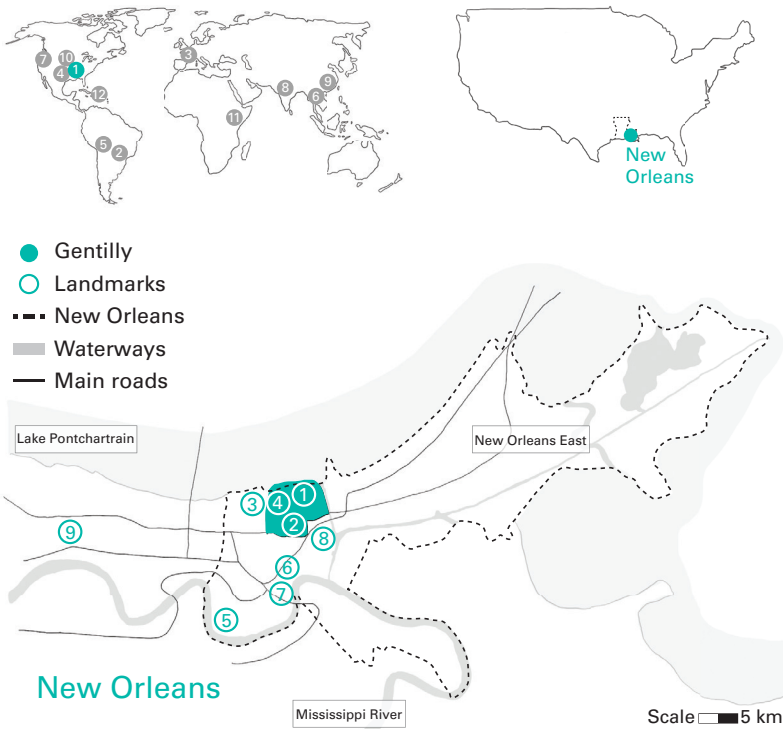 7
10
3
4
1
12
8
9
6
11
5
2
New
Orleans
Gentilly
Landmarks
New Orleans
Waterways
Main roads
Lake Pontchartrain
New Orleans East
1
3
4
2
9
8
6
7
5
New Orleans
Mississippi River
Scale 5 km